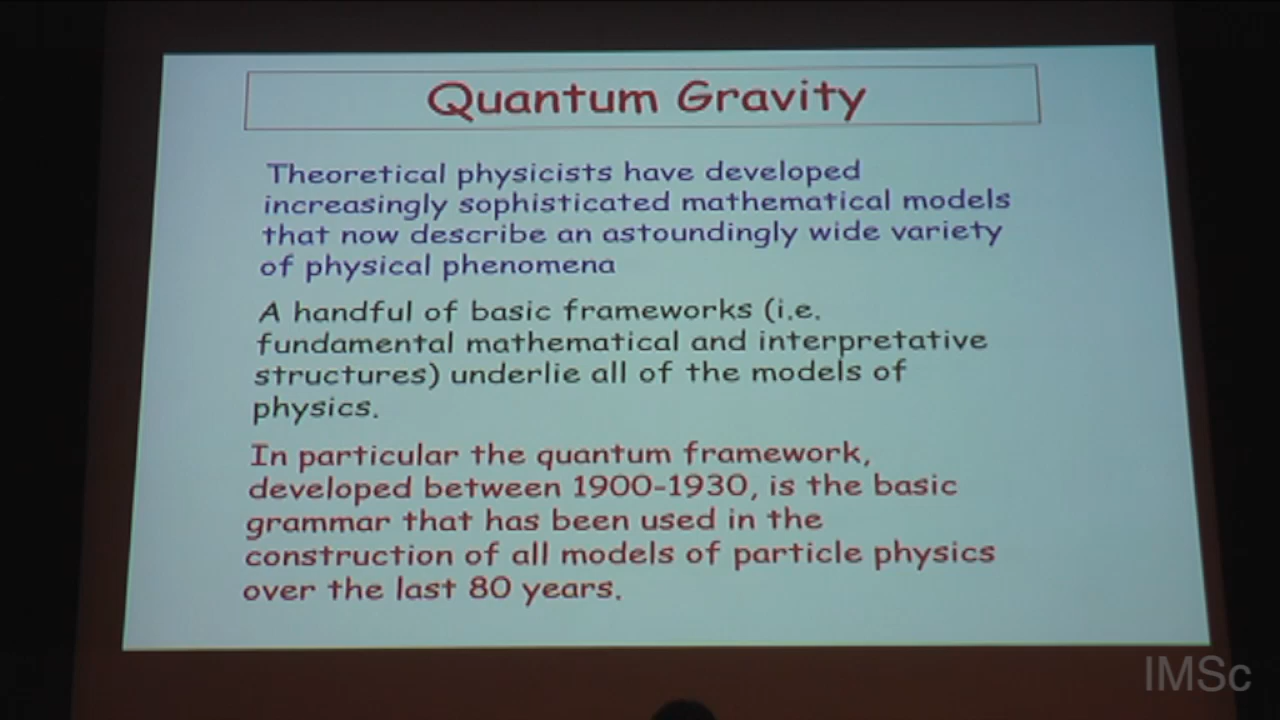 Quantum Gravity
Theoretical physicists have developed
increasingly sophisticated mathematical models
that now describe an astoundingly wide variety
of physical phenomena
A handful of basic frameworks (i.e.
fundamental mathematical and interpretative
structures) underlie all of the models of
physics.
In particular the quantum framework,
developed between 1900-1930, is the basic
grammar that has been used in the
construction of all models of particle physics
over the last 80 years.
IMSc